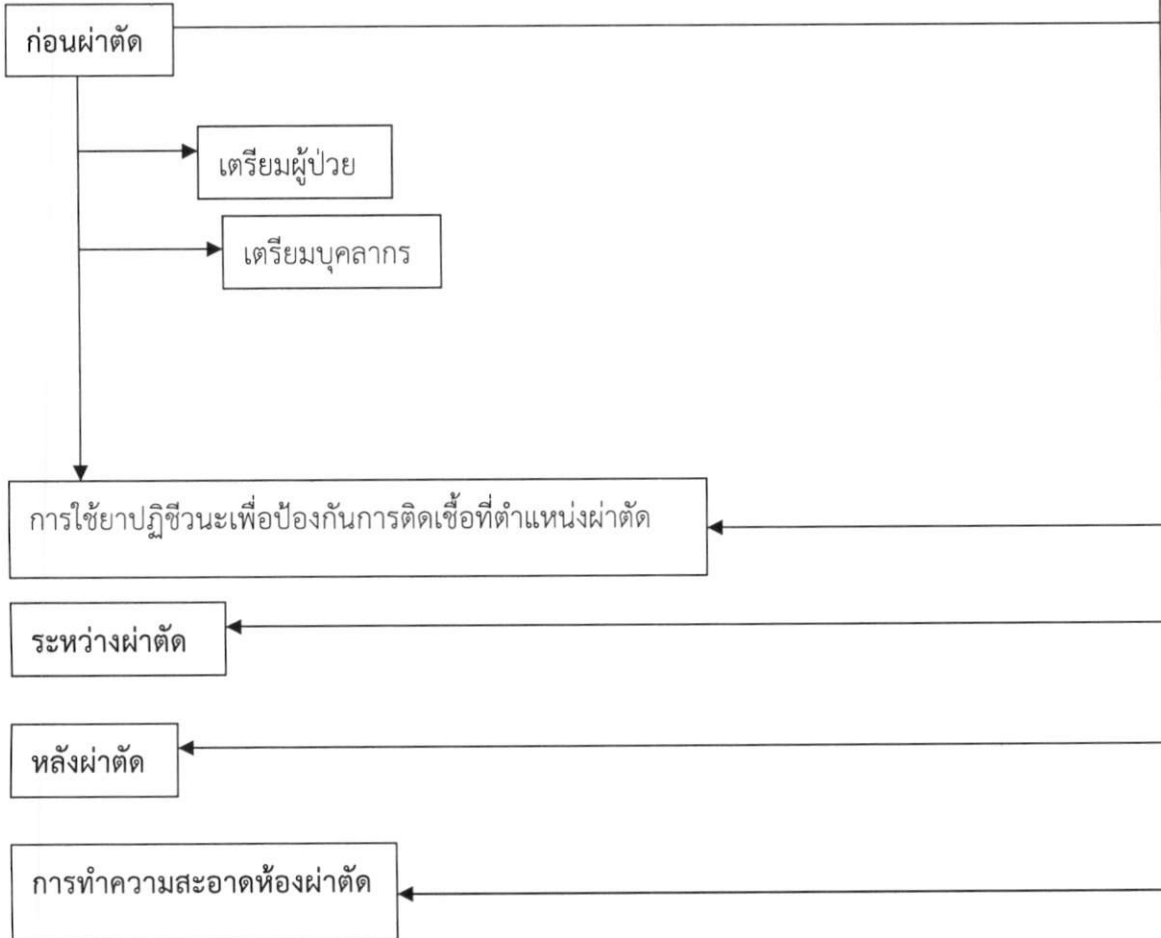 ก่อนผ่าตัด
เตรียมผู้ป่วย
เตรียมบุคลากร
การใช้ยาปฏิชีวนะเพื่อป้องกันการติดเชื้อที่ตำแหน่งผ่าตัด
ระหว่างผ่าตัด
หลังผ่าตัด
การทำความสะอาดห้องผ่าตัด